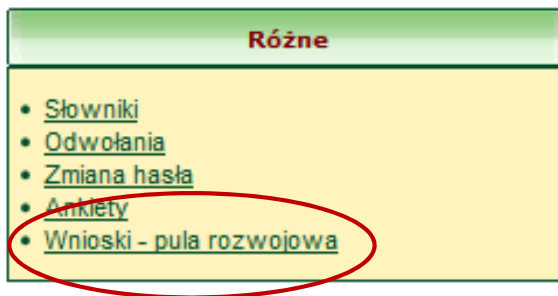 Różne
• Słowniki
• Odwołania
• Zmiana hasła
• Ankiety
• Wnioski - pula rozwojowa